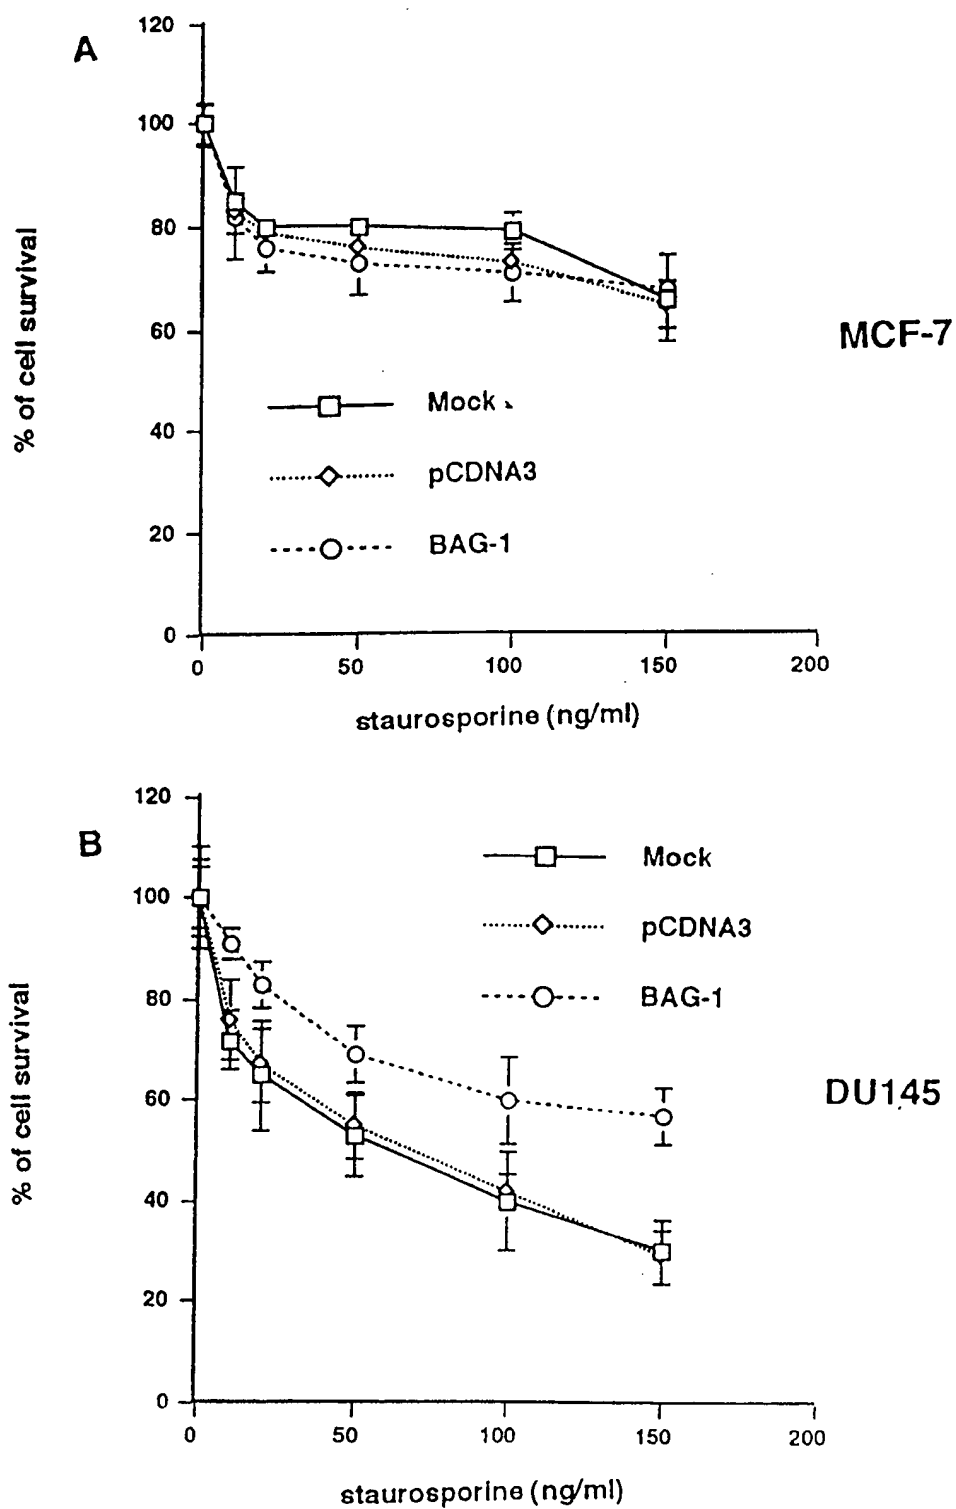 A
120
100
80
60
40
20
0
% of cell survival
Mock
pCDNA3
BAG-1
MCF-7
0 50 100 150 200
staurosporine (ng/ml)
B
120
100
80
60
40
20
0
% of cell survival
Mock
pCDNA3
BAG-1
DU145
0 50 100 150 200
staurosporine (ng/ml)